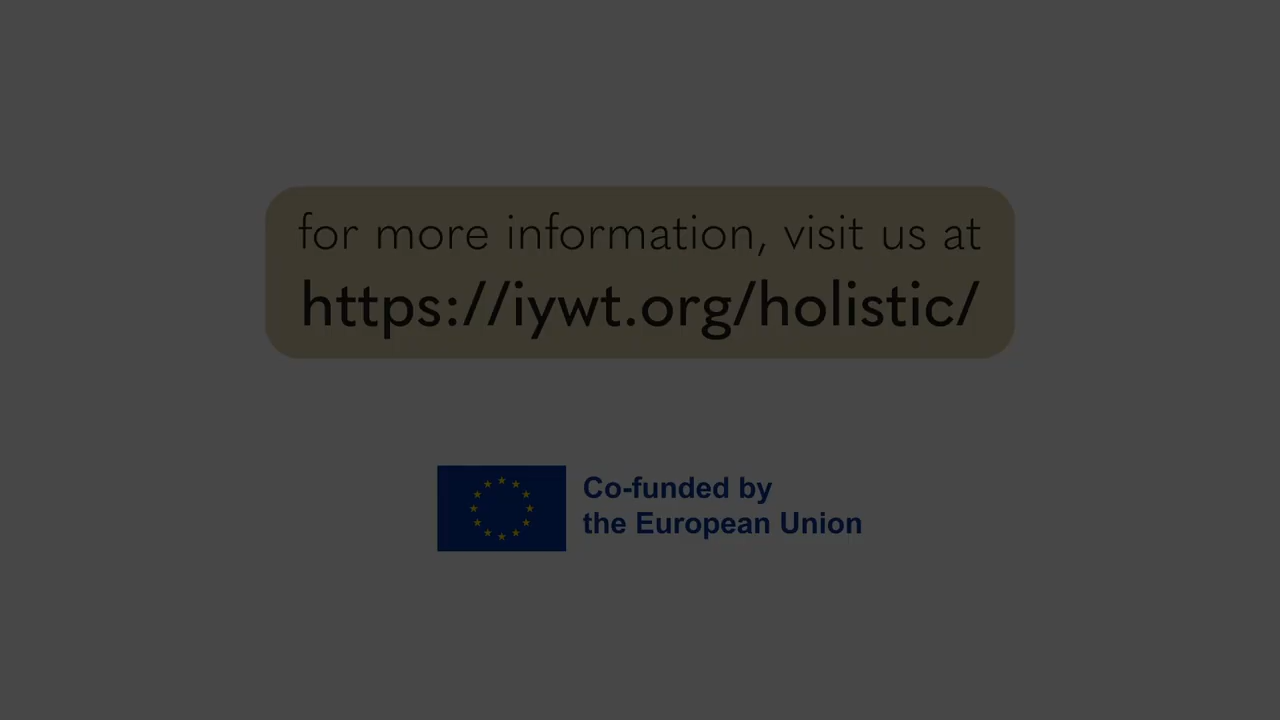 for more information, visit us at
https://iywt.org/holistic/
Co-funded by
the European Union